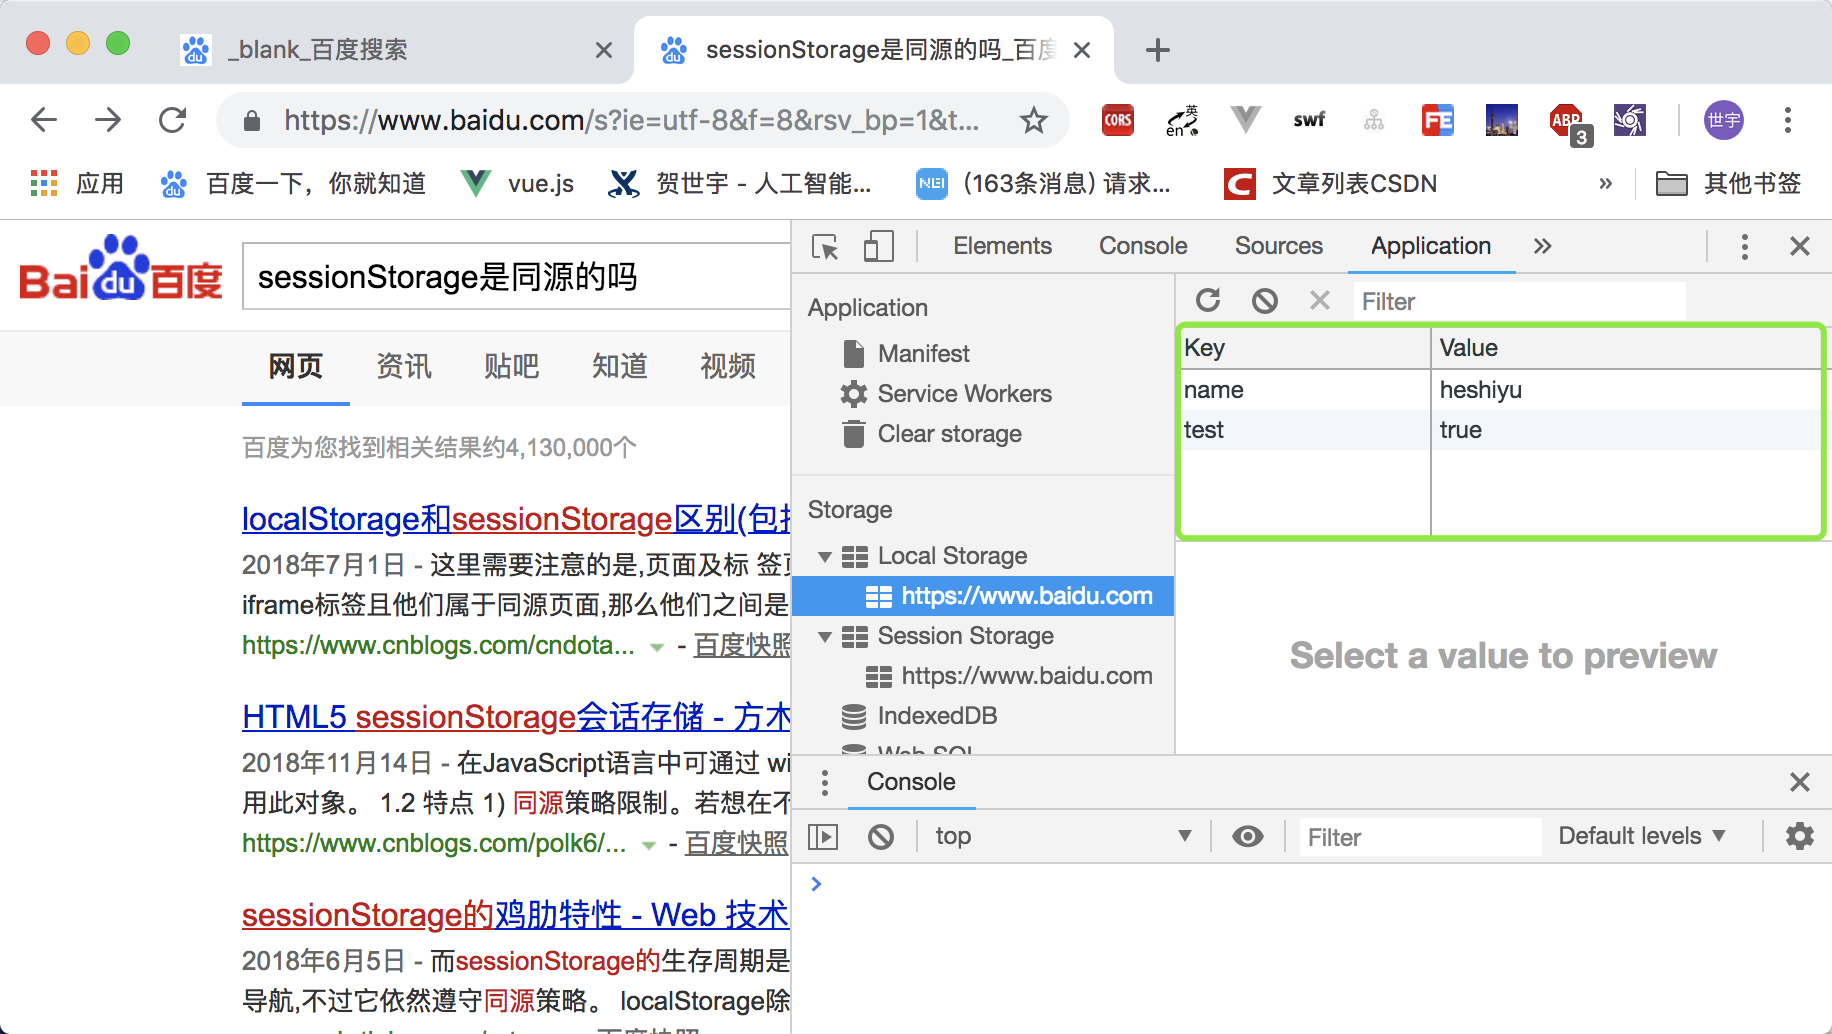 _blank_百度搜索
sessionStorage是同源的吗_百度
https://www.baidu.com/s?ie=utf-8&f=8&rsv_bp=1&t...
CORS
英
en
swf
FE
ABP
3
世宇
应用
百度一下，你就知道
vue.js
贺世宇 - 人工智能...
NEI
(163条消息) 请求...
C
文章列表CSDN
»
其他书签
Baidu百度
sessionStorage是同源的吗
网页 资讯 贴吧 知道 视频
百度为您找到相关结果约4,130,000个
localStorage和sessionStorage区别(包括
2018年7月1日 - 这里需要注意的是,页面及标 签页
iframe标签且他们属于同源页面,那么他们之间是
https://www.cnblogs.com/cndota... - 百度快照
HTML5 sessionStorage会话存储 - 方木
2018年11月14日 - 在JavaScript语言中可通过 wi
用此对象。 1.2 特点 1) 同源策略限制。若想在不
https://www.cnblogs.com/polk6/... - 百度快照
sessionStorage的鸡肋特性 - Web 技术
2018年6月5日 - 而sessionStorage的生存周期是
导航,不过它依然遵守同源策略。 localStorage除
Elements Console Sources Application »
Application
Manifest
Service Workers
Clear storage
Storage
Local Storage
https://www.baidu.com
Session Storage
https://www.baidu.com
IndexedDB
Web SQL
Filter
Key Value
name heshiyu
test true
Select a value to preview
Console
top Filter Default levels